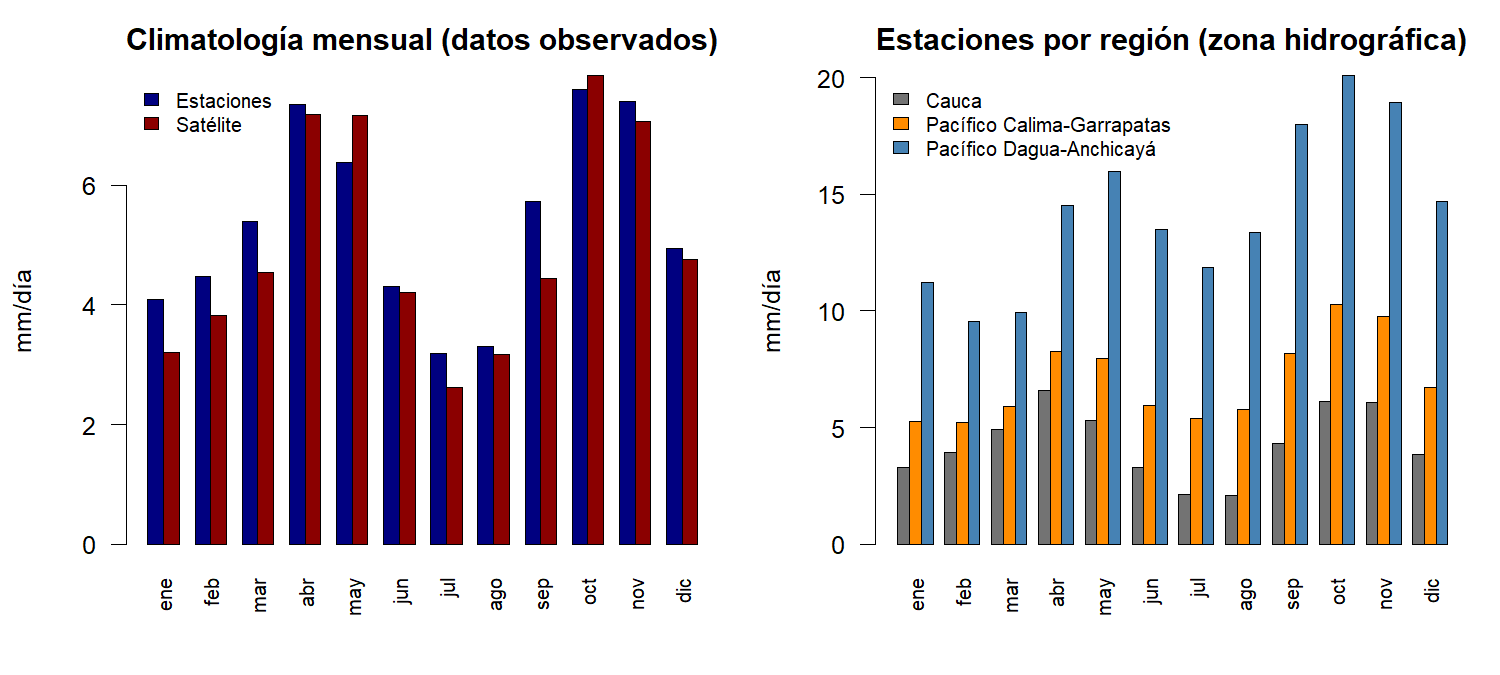 Climatología mensual (datos observados)
Estaciones
Satélite
mm/día
6
4
2
0
ene
feb
mar
abr
may
jun
jul
ago
sep
oct
nov
dic
Estaciones por región (zona hidrográfica)
Cauca
Pacífico Calima-Garrapatas
Pacífico Dagua-Anchicayá
mm/día
20
15
10
5
0
ene
feb
mar
abr
may
jun
jul
ago
sep
oct
nov
dic